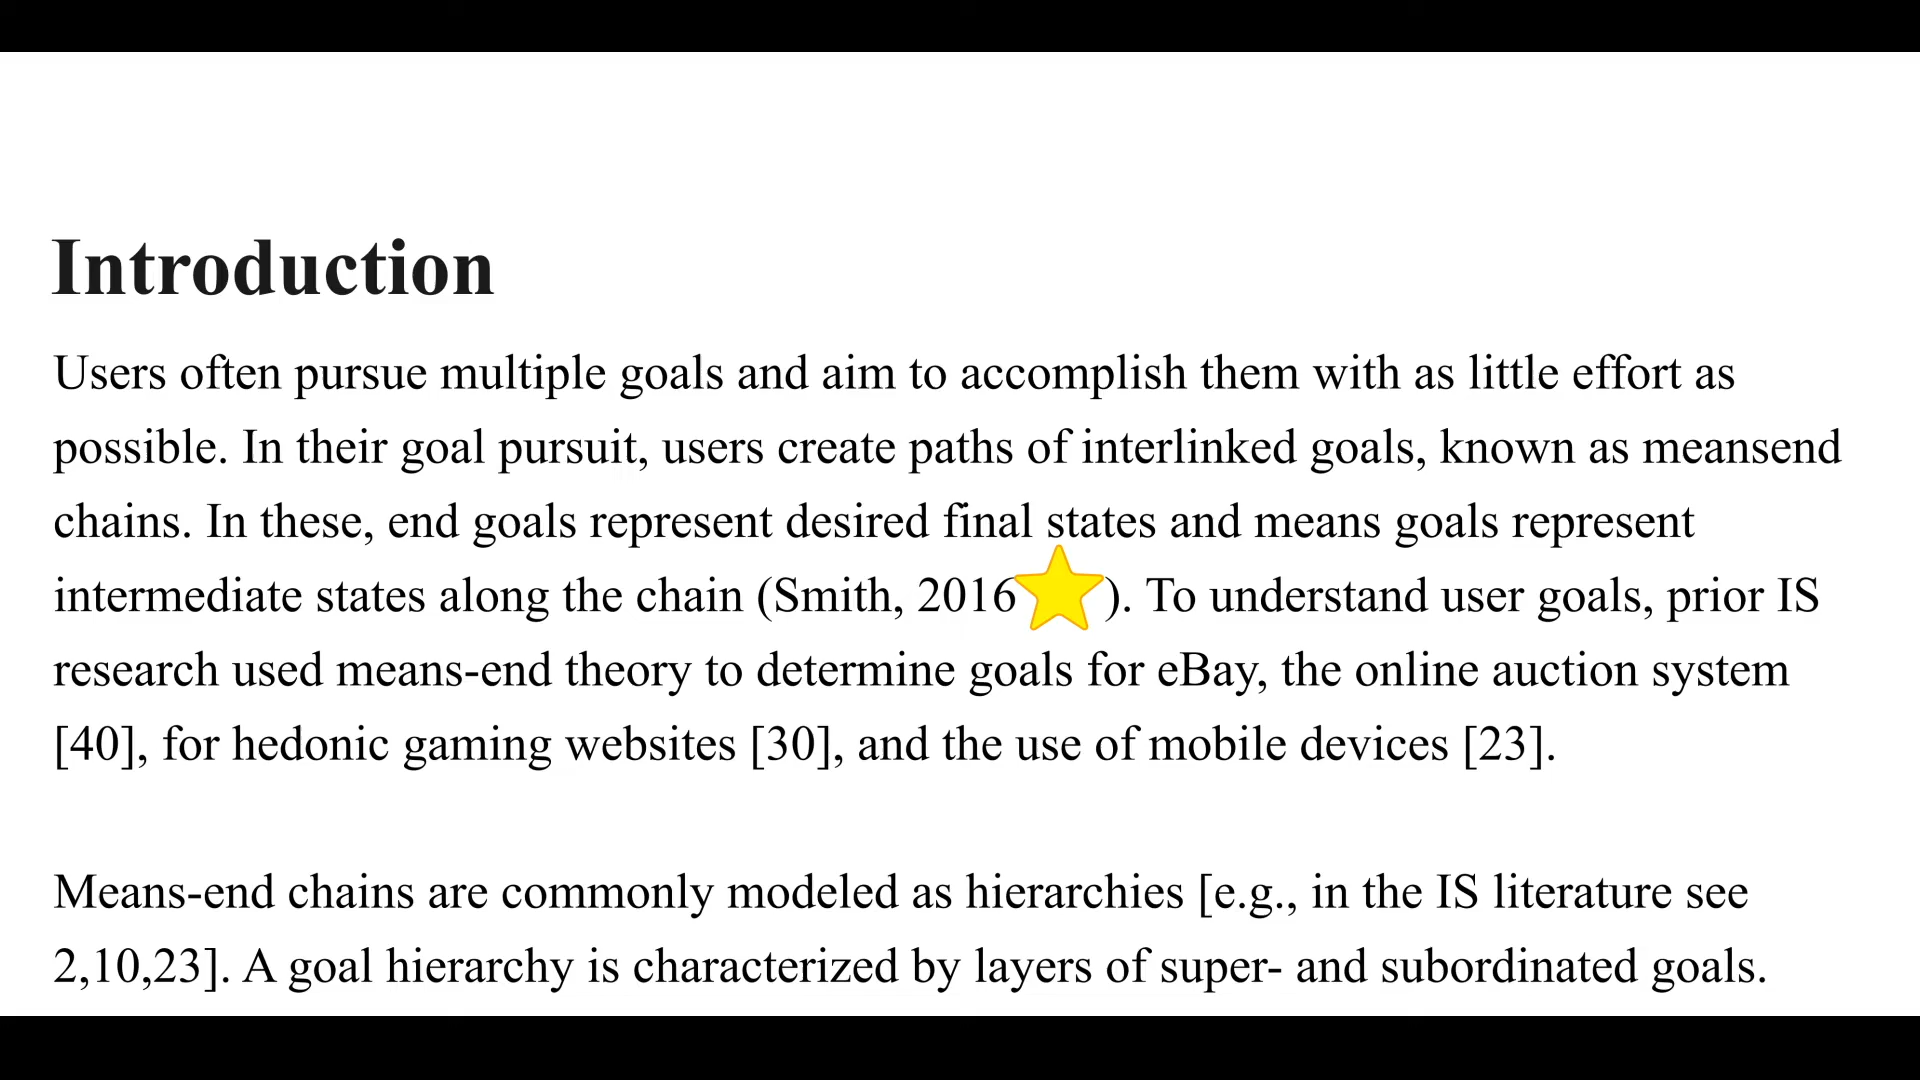 Introduction
Users often pursue multiple goals and aim to accomplish them with as little effort as
possible. In their goal pursuit, users create paths of interlinked goals, known as meansend
chains. In these, end goals represent desired final states and means goals represent
intermediate states along the chain (Smith, 2016⭐). To understand user goals, prior IS
research used means-end theory to determine goals for eBay, the online auction system
[40], for hedonic gaming websites [30], and the use of mobile devices [23].
Means-end chains are commonly modeled as hierarchies [e.g., in the IS literature see
2,10,23]. A goal hierarchy is characterized by layers of super- and subordinated goals.